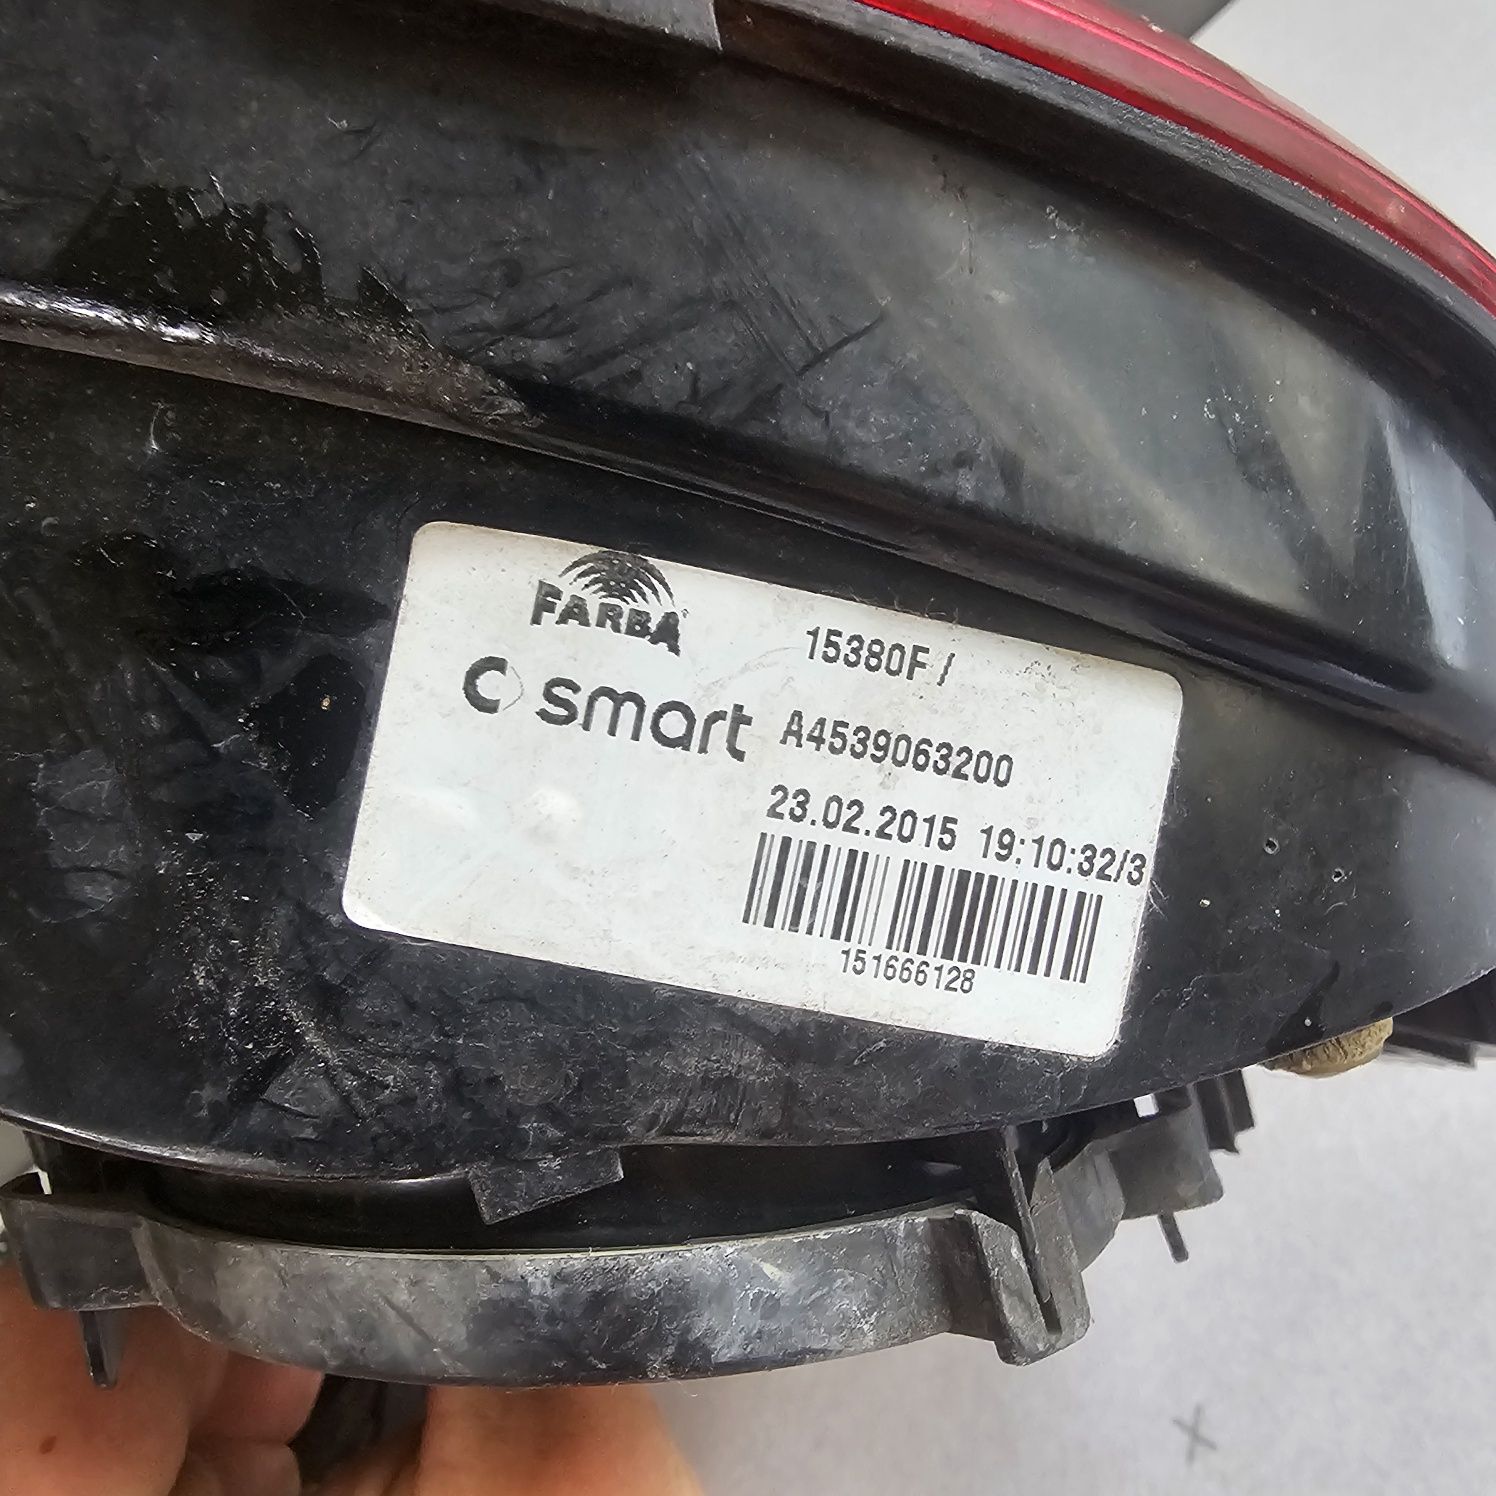 FARBA
15380F /
smart
A4539063200
23.02.2015 19:10:32/3
151666128